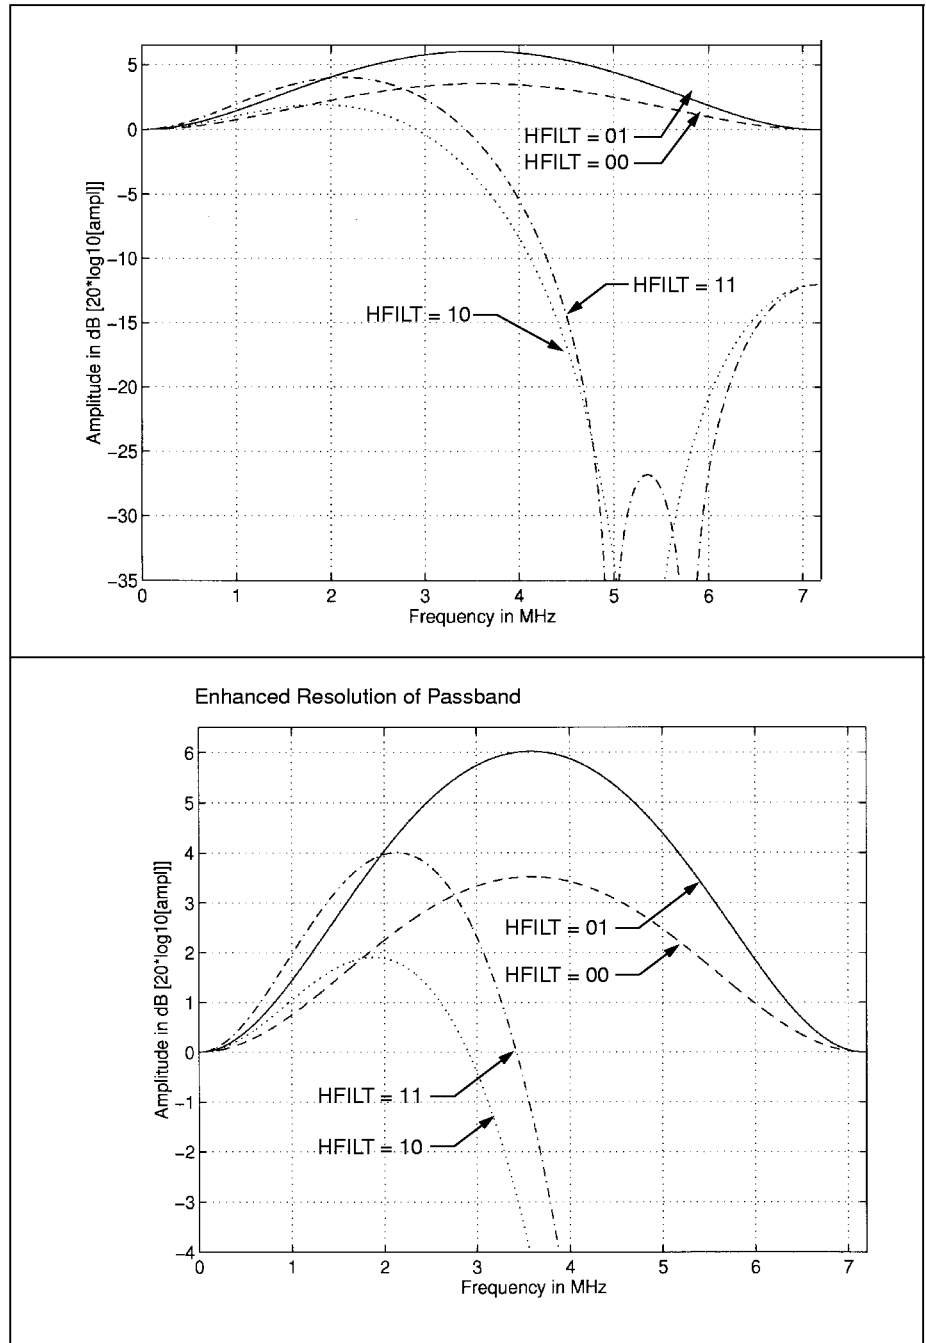 5
0
−5
−10
−15
−20
−25
−30
−35
Amplitude in dB [20*log10[ampl]]
HFILT = 01
HFILT = 00
HFILT = 11
HFILT = 10
0 1 2 3 4 5 6 7
Frequency in MHz
Enhanced Resolution of Passband
6
5
4
3
2
1
0
−1
−2
−3
−4
Amplitude in dB [20*log10[ampl]]
HFILT = 01
HFILT = 00
HFILT = 11
HFILT = 10
0 1 2 3 4 5 6 7
Frequency in MHz